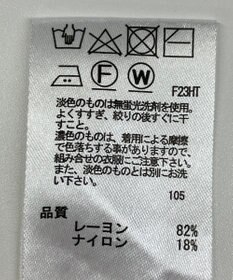 F
W
F23HT
淡色のものは無蛍光洗剤を使用。
よくすすぎ、絞りの後すぐに干
すこと。
濃色のものは、着用による摩擦
で色落ちする事がありますので、
組み合せの衣服にご注意下さい。
また、淡色のものとは別にお洗
い下さい。
105
品質
レーヨン 82%
ナイロン 18%